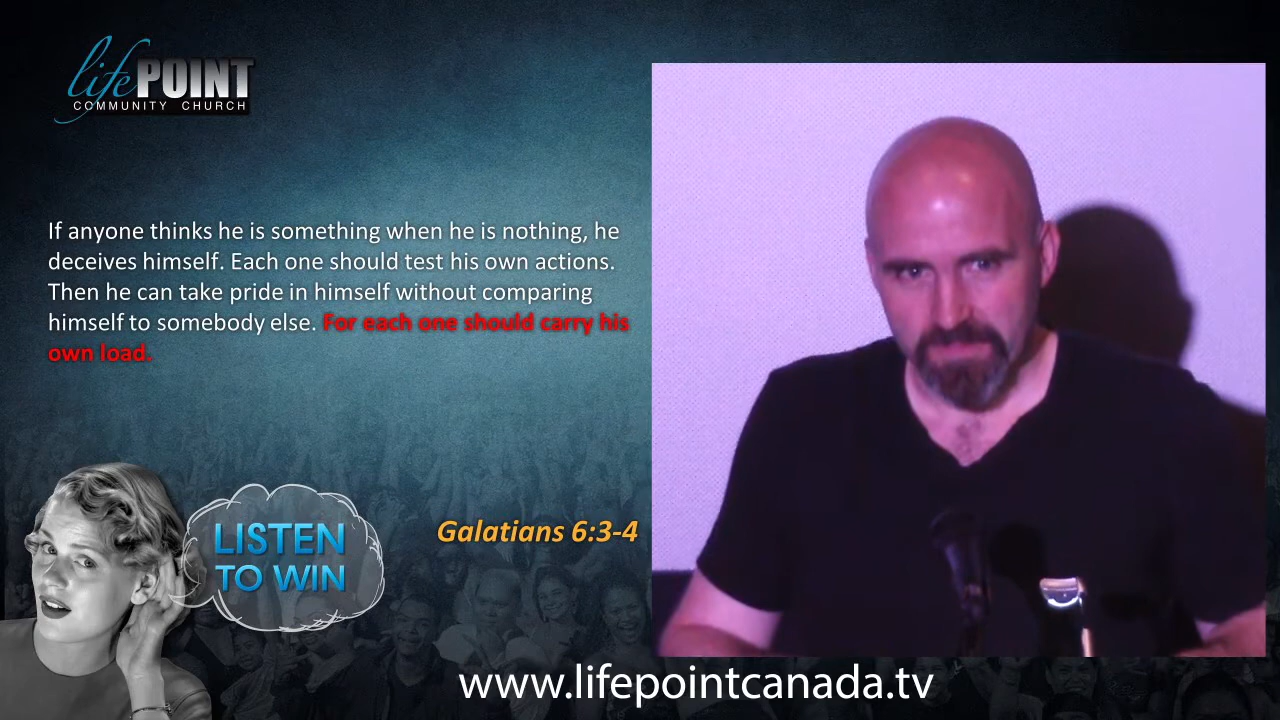 lifePOINT
COMMUNITY CHURCH
If anyone thinks he is something when he is nothing, he
deceives himself. Each one should test his own actions.
Then he can take pride in himself without comparing
himself to somebody else. For each one should carry his
own load.
LISTEN
TO WIN
Galatians 6:3-4
www.lifepointcanada.tv